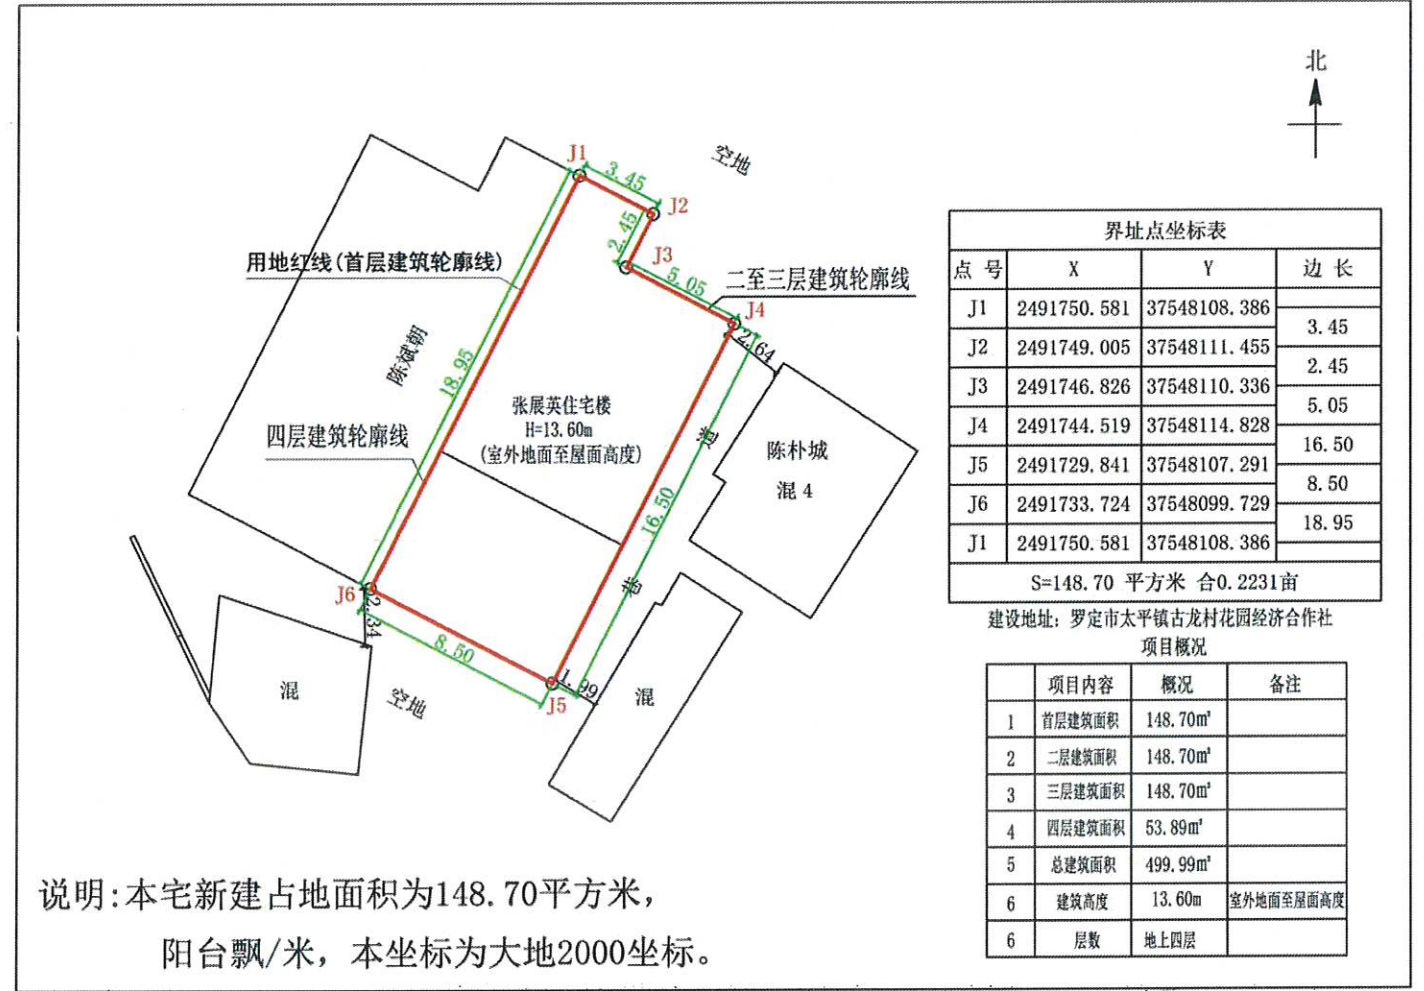 北
空地
J1
3.45
J2
2.45
J3
5.05
用地红线(首层建筑轮廓线)
二至三层建筑轮廓线
J4
2.64
陈斌朝
18.95
张展英住宅楼
H=13.60m
(室外地面至屋面高度)
四层建筑轮廓线
道
陈朴城
混 4
16.50
巷
J6
2.34
8.50
1.99
J5
混
空地
混
界址点坐标表
点 号 X Y 边 长
J1 2491750.581 37548108.386
3.45
J2 2491749.005 37548111.455
2.45
J3 2491746.826 37548110.336
5.05
J4 2491744.519 37548114.828
16.50
J5 2491729.841 37548107.291
8.50
J6 2491733.724 37548099.729
18.95
J1 2491750.581 37548108.386
S=148.70 平方米 合0.2231亩
建设地址: 罗定市太平镇古龙村花园经济合作社
项目概况
项目内容 概况 备注
1 首层建筑面积 148.70㎡
2 二层建筑面积 148.70㎡
3 三层建筑面积 148.70㎡
4 四层建筑面积 53.89㎡
5 总建筑面积 499.99㎡
6 建筑高度 13.60m 室外地面至屋面高度
6 层数 地上四层
说明:本宅新建占地面积为148.70平方米，
阳台飘/米，本坐标为大地2000坐标。